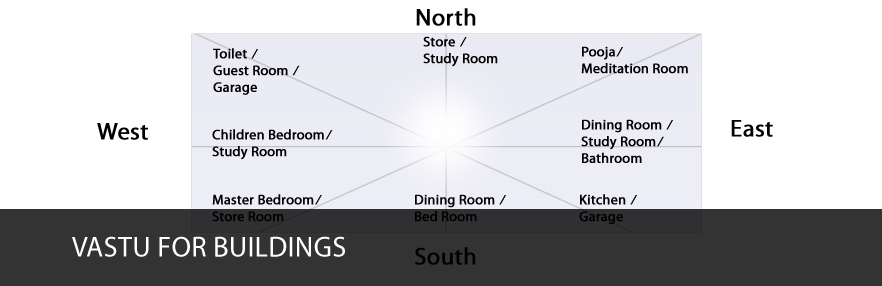 North
Toilet /
Guest Room /
Garage
Store /
Study Room
Pooja/
Meditation Room
West
Children Bedroom/
Study Room
Dining Room /
Study Room/
Bathroom
East
Master Bedroom/
Store Room
Dining Room /
Bed Room
Kitchen /
Garage
South
VASTU FOR BUILDINGS